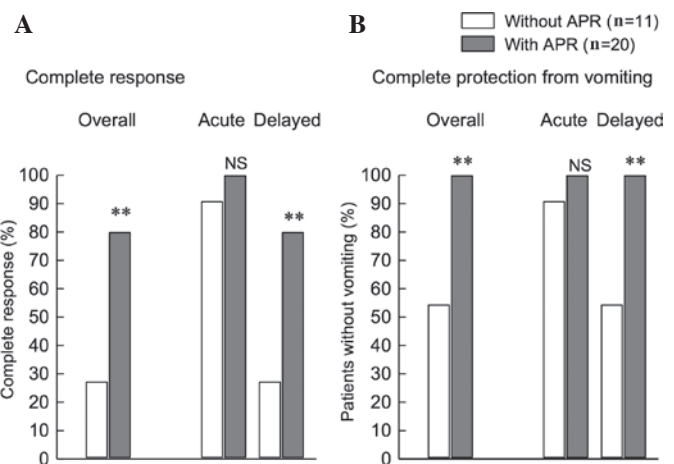 A
B
Without APR (n=11)
With APR (n=20)
Complete response
Complete protection from vomiting
Overall
Acute
Delayed
Overall
Acute
Delayed
Complete response (%)
100
90
80
70
60
50
40
30
20
10
0
**
NS
**
Patients without vomiting (%)
100
90
80
70
60
50
40
30
20
10
0
**
NS
**